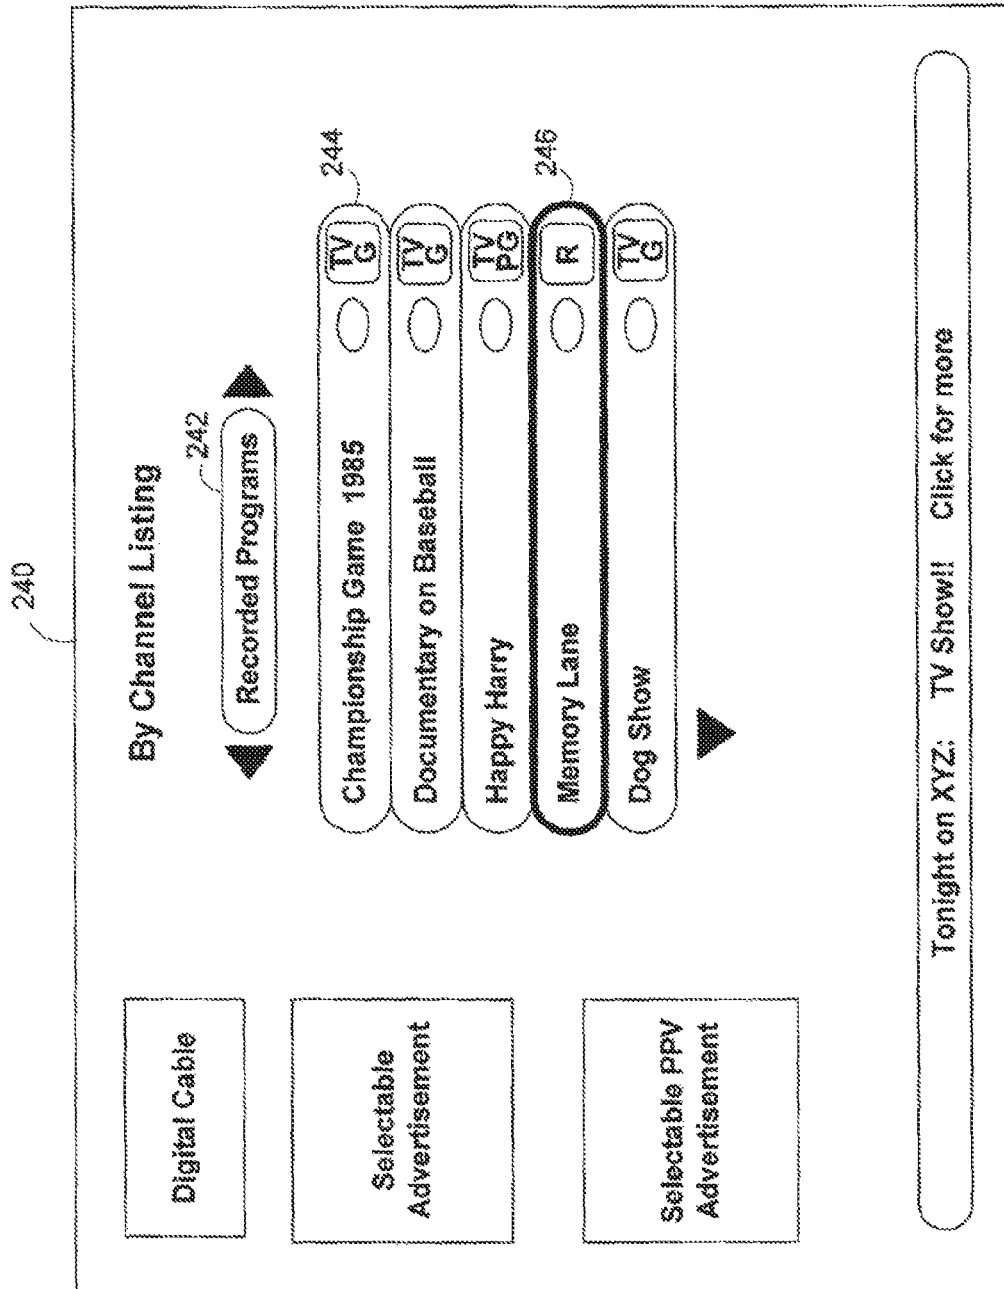 240
Digital Cable
Selectable
Advertisement
Selectable PPV
Advertisement
By Channel Listing
242
Recorded Programs
244
Championship Game 1985
TV
G
Documentary on Baseball
TV
G
Happy Harry
TV
PG
246
Memory Lane
R
Dog Show
TV
G
Tonight on XYZ: TV Show!! Click for more